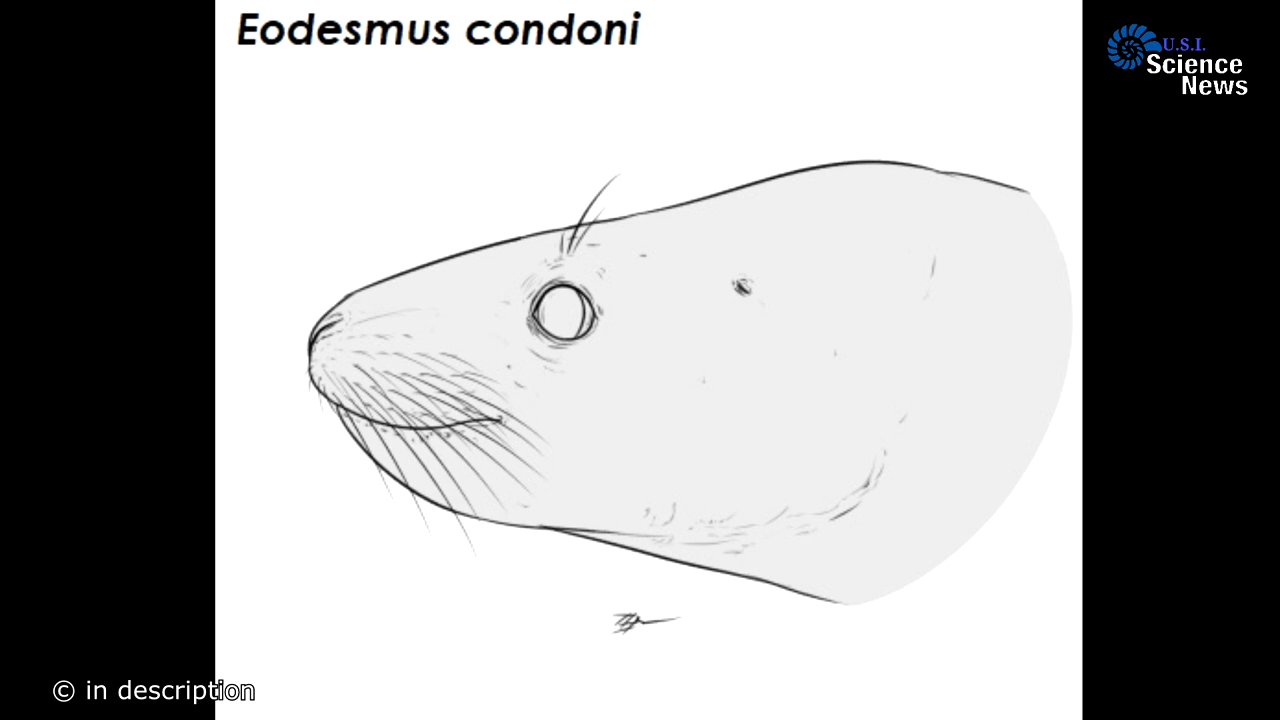 Eodesmus condoni
U.S.I.
Science
News
© in description